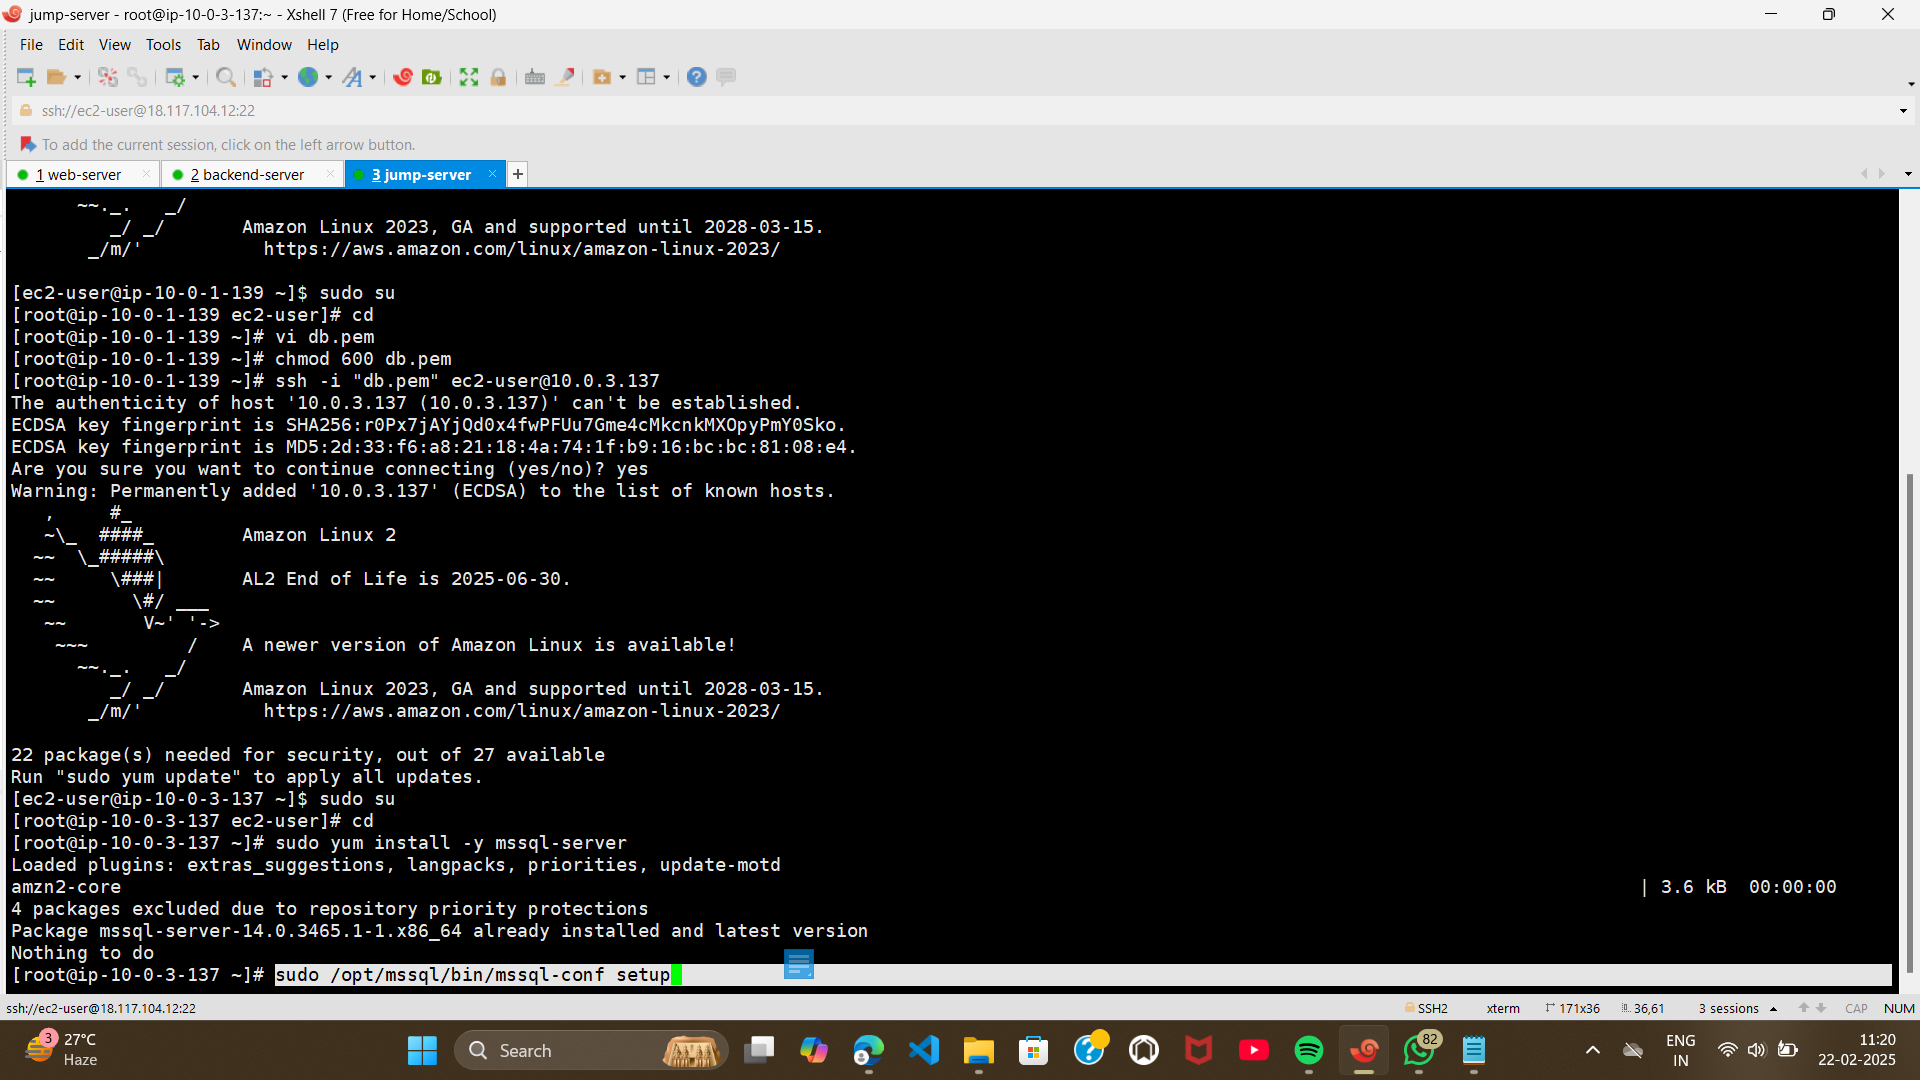 jump-server - root@ip-10-0-3-137:~ - Xshell 7 (Free for Home/School)
File Edit View Tools Tab Window Help
ssh://ec2-user@18.117.104.12:22
To add the current session, click on the left arrow button.
1 web-server 2 backend-server 3 jump-server
~~._. _/
_/ _/ Amazon Linux 2023, GA and supported until 2028-03-15.
_/m/' https://aws.amazon.com/linux/amazon-linux-2023/
[ec2-user@ip-10-0-1-139 ~]$ sudo su
[root@ip-10-0-1-139 ec2-user]# cd
[root@ip-10-0-1-139 ~]# vi db.pem
[root@ip-10-0-1-139 ~]# chmod 600 db.pem
[root@ip-10-0-1-139 ~]# ssh -i "db.pem" ec2-user@10.0.3.137
The authenticity of host '10.0.3.137 (10.0.3.137)' can't be established.
ECDSA key fingerprint is SHA256:r0Px7jAYjQd0x4fwPFUu7Gme4cMkcnkMXOpyPmY0Sko.
ECDSA key fingerprint is MD5:2d:33:f6:a8:21:18:4a:74:1f:b9:16:bc:bc:81:08:e4.
Are you sure you want to continue connecting (yes/no)? yes
Warning: Permanently added '10.0.3.137' (ECDSA) to the list of known hosts.
, #_
~\_ ####_ Amazon Linux 2
~~ \_#####\
~~ \###| AL2 End of Life is 2025-06-30.
~~ \#/ ___
~~ V~' '->
~~~ / A newer version of Amazon Linux is available!
~~._. _/
_/ _/ Amazon Linux 2023, GA and supported until 2028-03-15.
_/m/' https://aws.amazon.com/linux/amazon-linux-2023/
22 package(s) needed for security, out of 27 available
Run "sudo yum update" to apply all updates.
[ec2-user@ip-10-0-3-137 ~]$ sudo su
[root@ip-10-0-3-137 ec2-user]# cd
[root@ip-10-0-3-137 ~]# sudo yum install -y mssql-server
Loaded plugins: extras_suggestions, langpacks, priorities, update-motd
amzn2-core | 3.6 kB 00:00:00
4 packages excluded due to repository priority protections
Package mssql-server-14.0.3465.1-1.x86_64 already installed and latest version
Nothing to do
[root@ip-10-0-3-137 ~]# sudo /opt/mssql/bin/mssql-conf setup
ssh://ec2-user@18.117.104.12:22 SSH2 xterm 171x36 36,61 3 sessions CAP NUM
3 27°C
Haze
Search
82
ENG
IN
11:20
22-02-2025